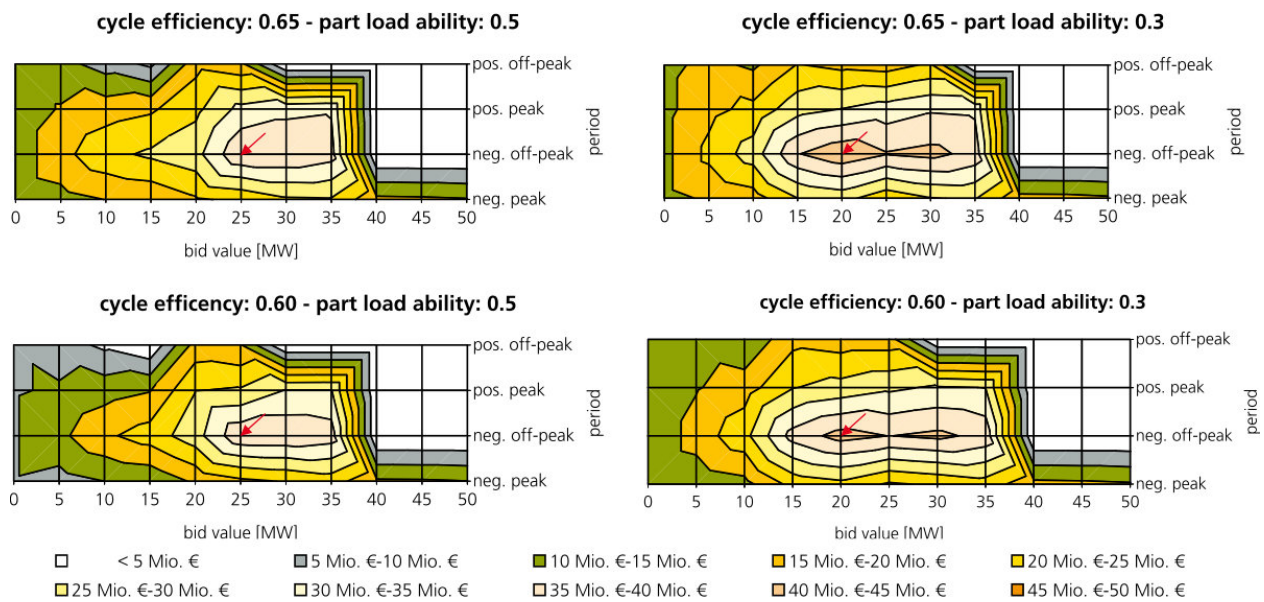 cycle efficiency: 0.65 - part load ability: 0.5
pos. off-peak
pos. peak
neg. off-peak
neg. peak
period
0 5 10 15 20 25 30 35 40 45 50
bid value [MW]
cycle efficiency: 0.65 - part load ability: 0.3
pos. off-peak
pos. peak
neg. off-peak
neg. peak
period
0 5 10 15 20 25 30 35 40 45 50
bid value [MW]
cycle efficency: 0.60 - part load ability: 0.5
pos. off-peak
pos. peak
neg. off-peak
neg. peak
period
0 5 10 15 20 25 30 35 40 45 50
bid value [MW]
cycle efficiency: 0.60 - part load ability: 0.3
pos. off-peak
pos. peak
neg. off-peak
neg. peak
period
0 5 10 15 20 25 30 35 40 45 50
bid value [MW]
< 5 Mio. € 5 Mio. €-10 Mio. € 10 Mio. €-15 Mio. € 15 Mio. €-20 Mio. € 20 Mio. €-25 Mio. €
25 Mio. €-30 Mio. € 30 Mio. €-35 Mio. € 35 Mio. €-40 Mio. € 40 Mio. €-45 Mio. € 45 Mio. €-50 Mio. €